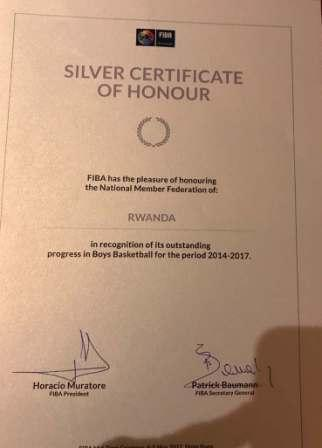 FIBA
SILVER CERTIFICATE
OF HONOUR
FIBA has the pleasure of honouring
the National Member Federation of:
RWANDA
in recognition of its outstanding
progress in Boys Basketball for the period 2014-2017.
Horacio Muratore
FIBA President
Patrick Baumann
FIBA Secretary General